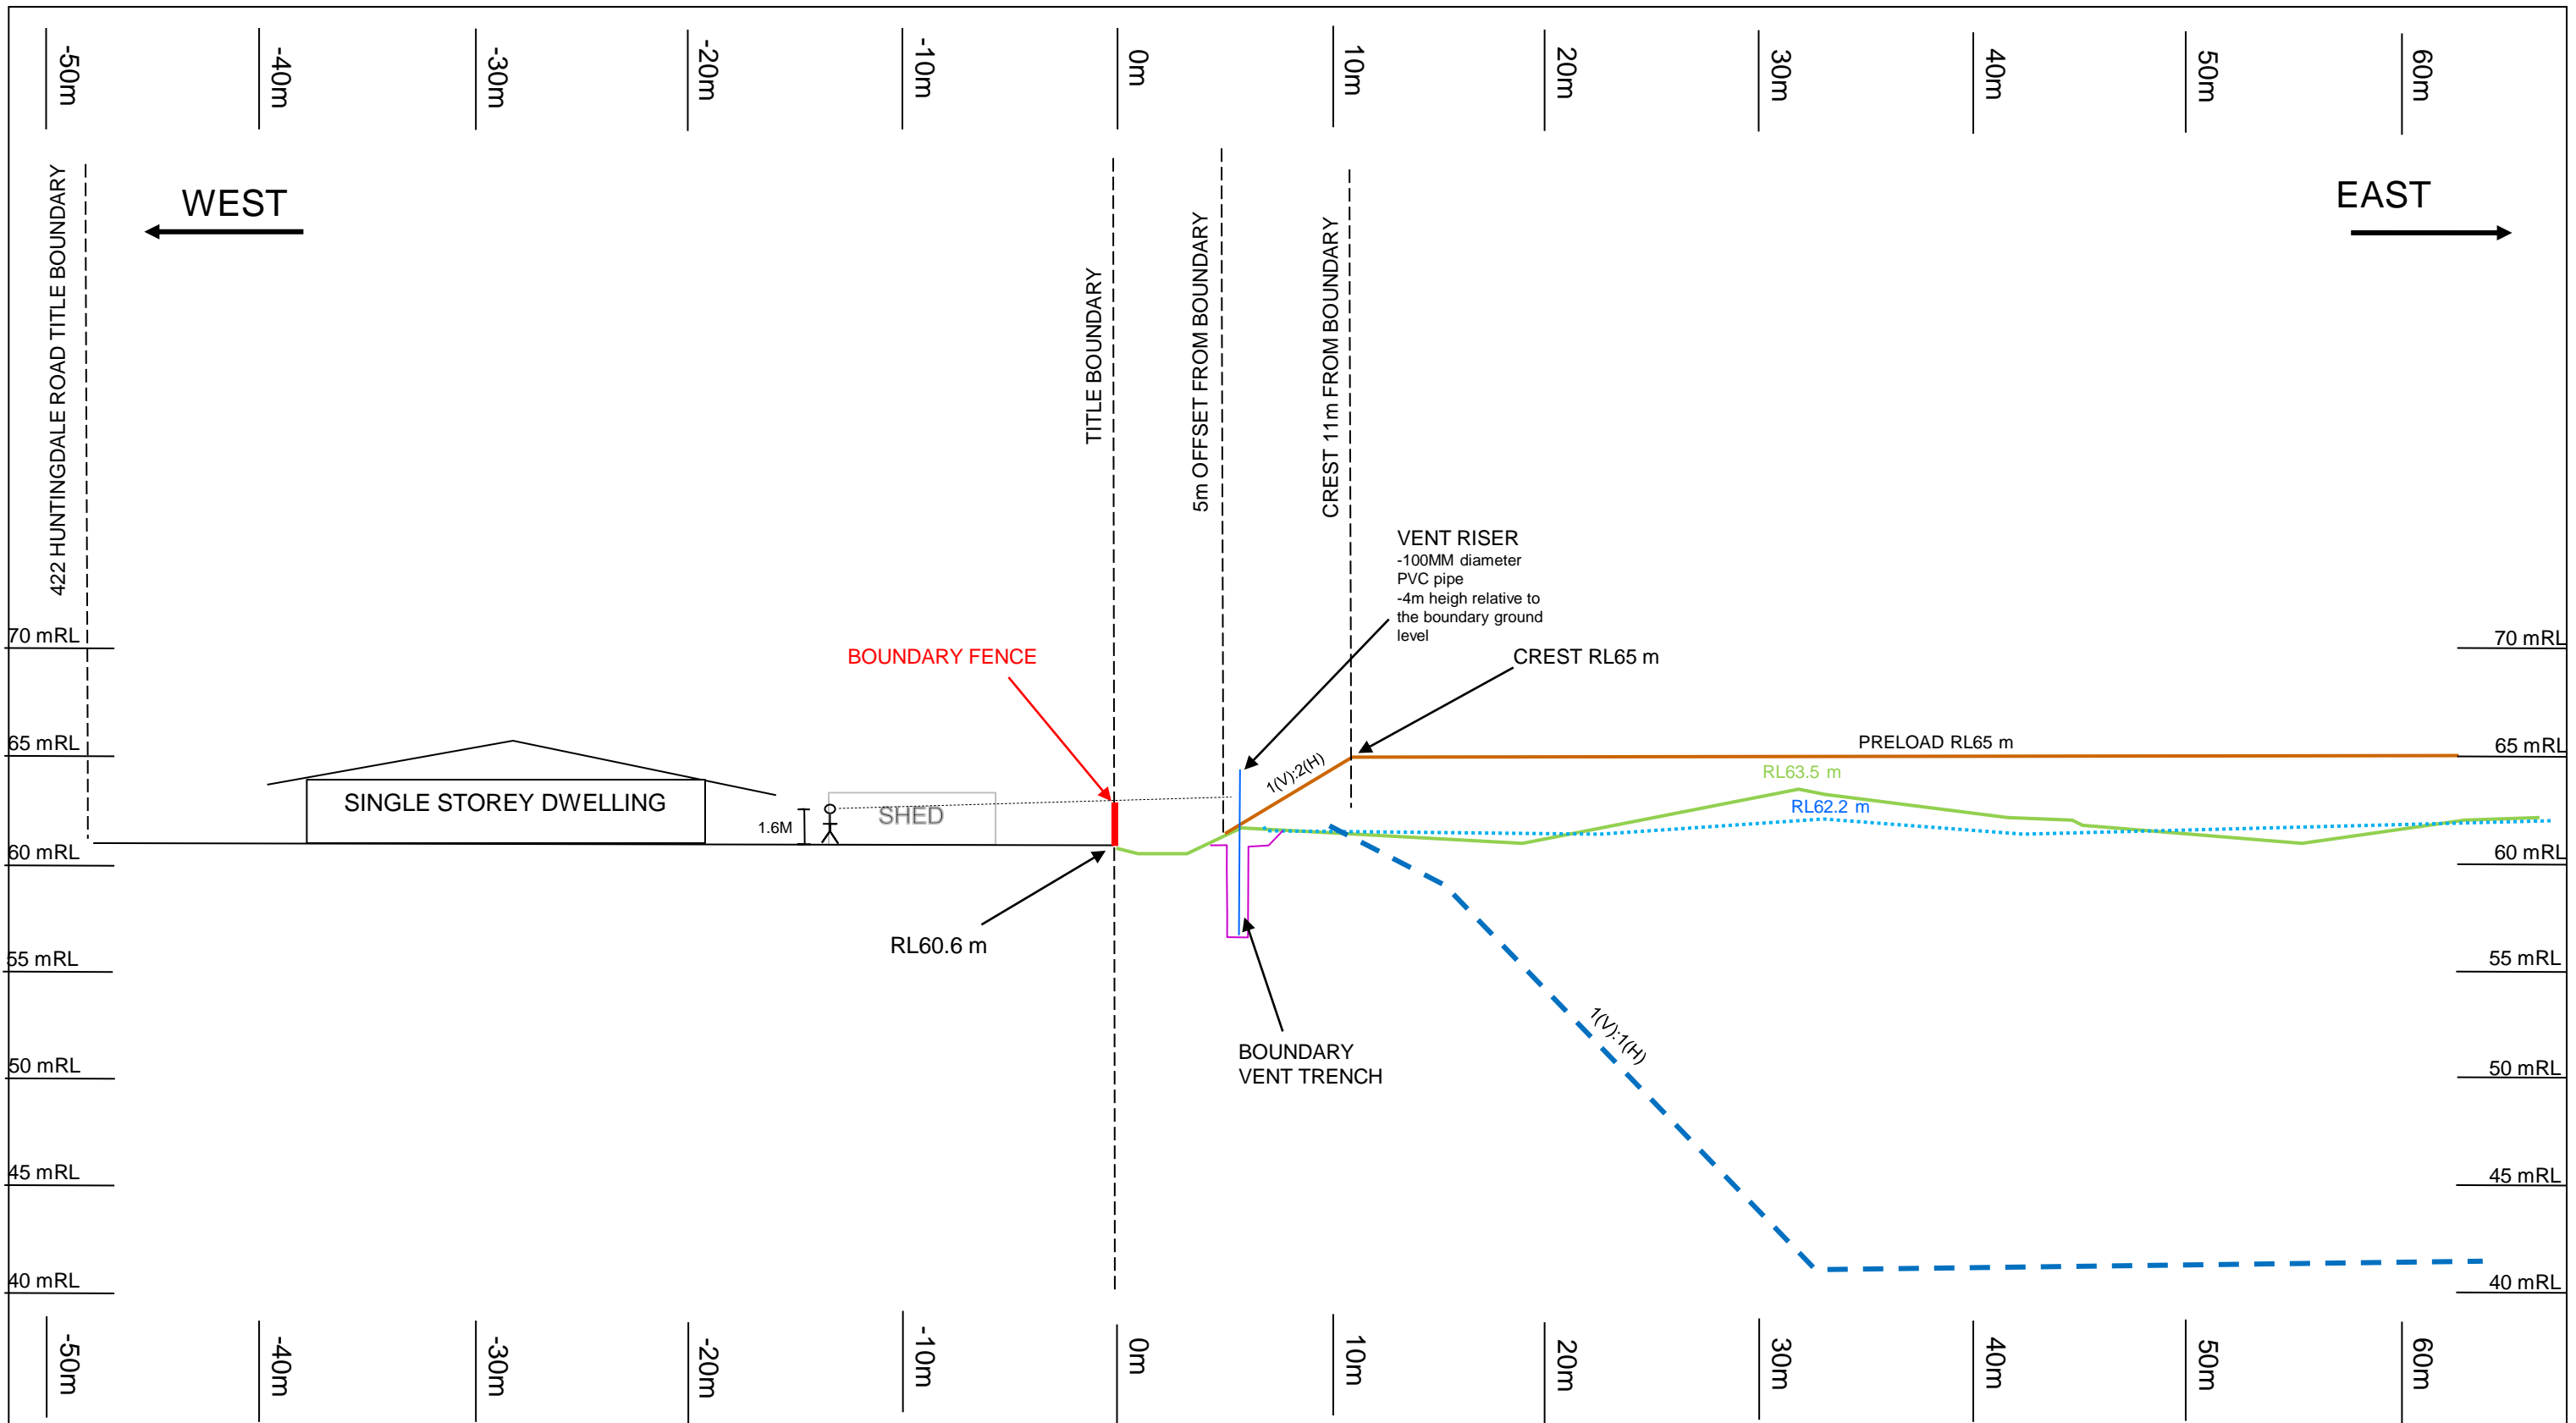 -50m
-40m
-30m
-20m
-10m
0m
10m
20m
30m
40m
50m
60m
422 HUNTINGDALE ROAD TITLE BOUNDARY
WEST
TITLE BOUNDARY
5m OFFSET FROM BOUNDARY
CREST 11m FROM BOUNDARY
EAST
VENT RISER
-100MM diameter
PVC pipe
-4m heigh relative to
the boundary ground
level
70 mRL
70 mRL
BOUNDARY FENCE
CREST RL65 m
65 mRL
PRELOAD RL65 m
65 mRL
1(V):2(H)
RL63.5 m
SINGLE STOREY DWELLING
RL62.2 m
SHED
1.6M
60 mRL
60 mRL
RL60.6 m
55 mRL
55 mRL
1(V):1(H)
BOUNDARY
VENT TRENCH
50 mRL
50 mRL
45 mRL
45 mRL
40 mRL
40 mRL
-50m
-40m
-30m
-20m
-10m
0m
10m
20m
30m
40m
50m
60m